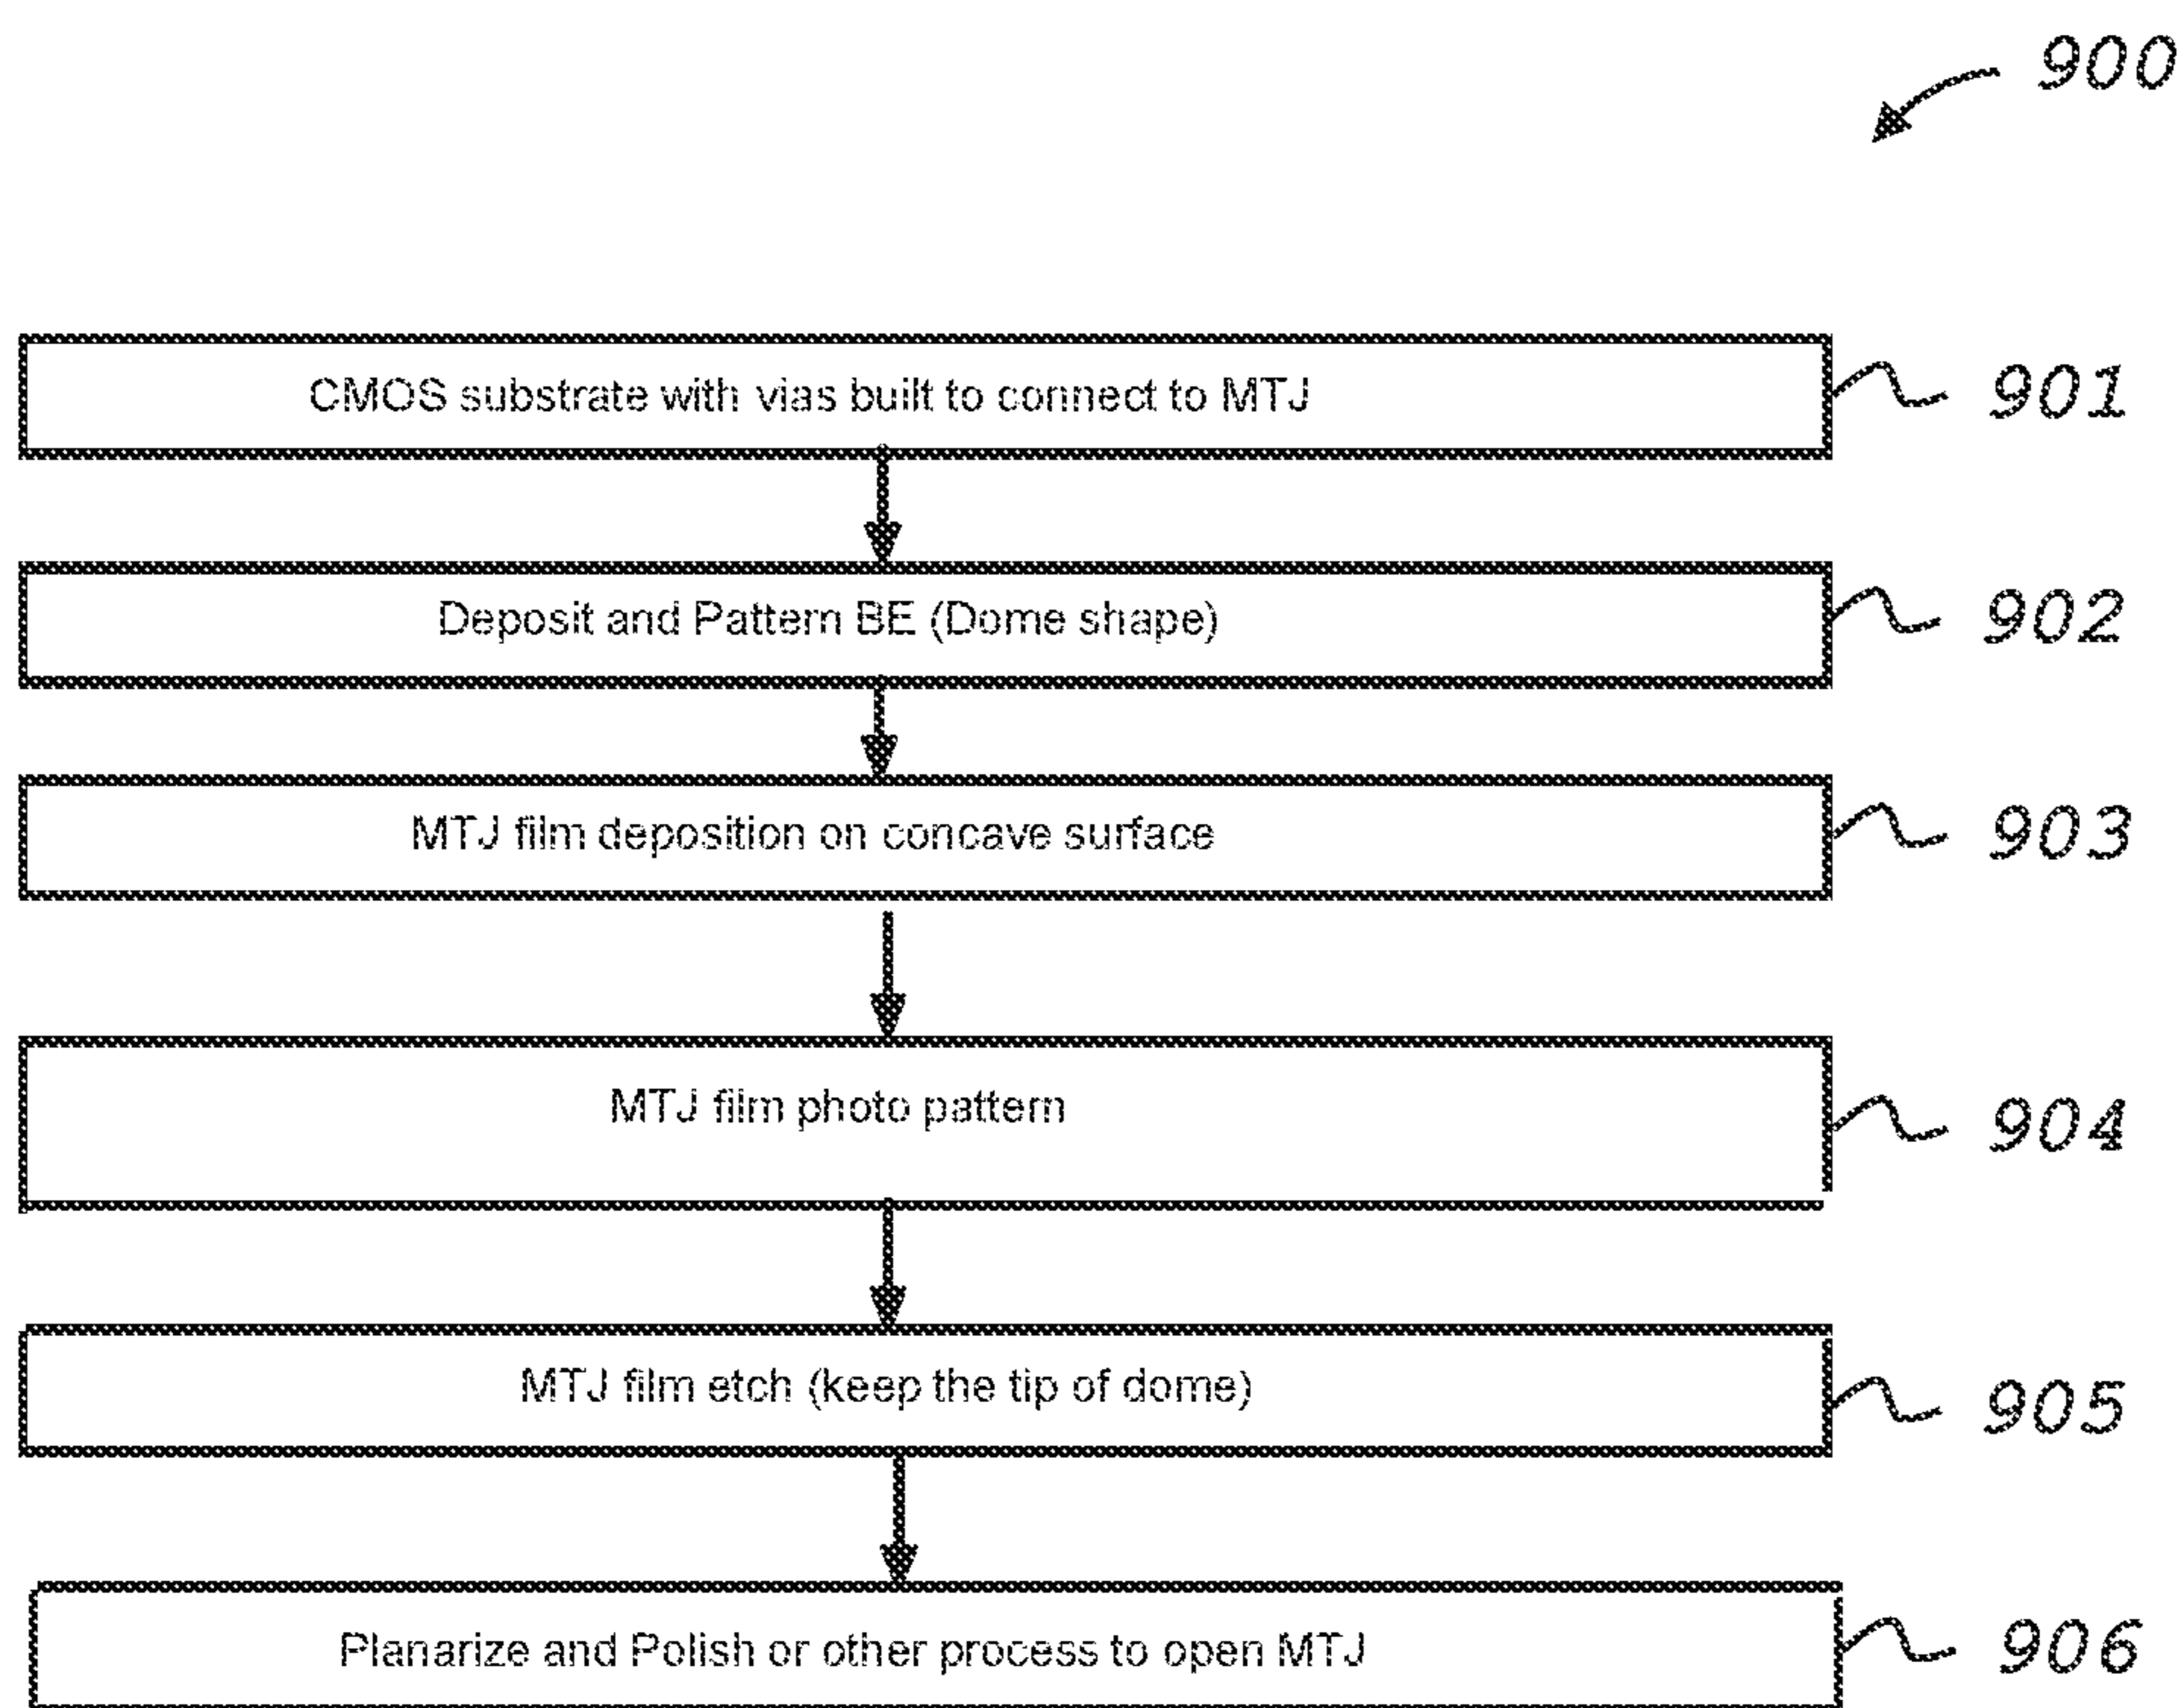 900
CMOS substrate with vias built to connect to MTJ
901
Deposit and Pattern BE (Dome shape)
902
MTJ film deposition on concave surface
903
MTJ film photo pattern
904
MTJ film etch (keep the tip of dome)
905
Planarize and Polish or other process to open MTJ
906